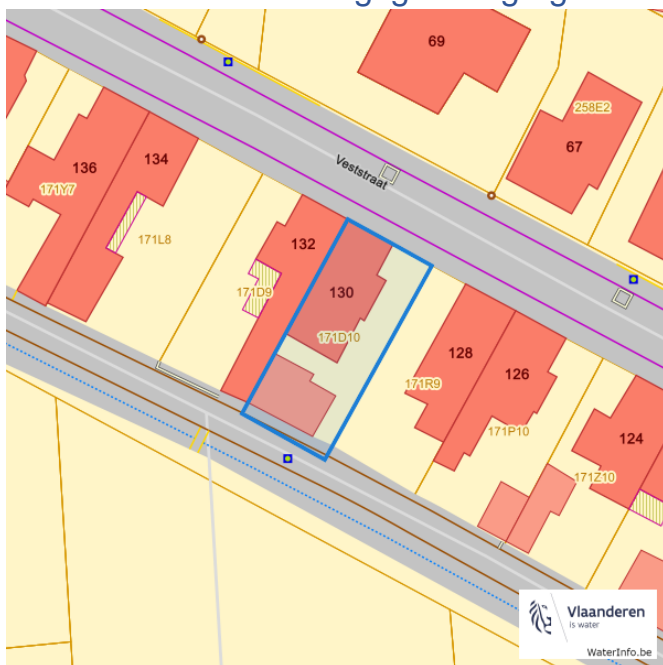 69
258E2
67
136
134
Veststraat
171Y7
171L8
132
171D9
130
171D10
128
171R9
126
171P10
124
171Z10
Vlaanderen
is water
WaterInfo.be